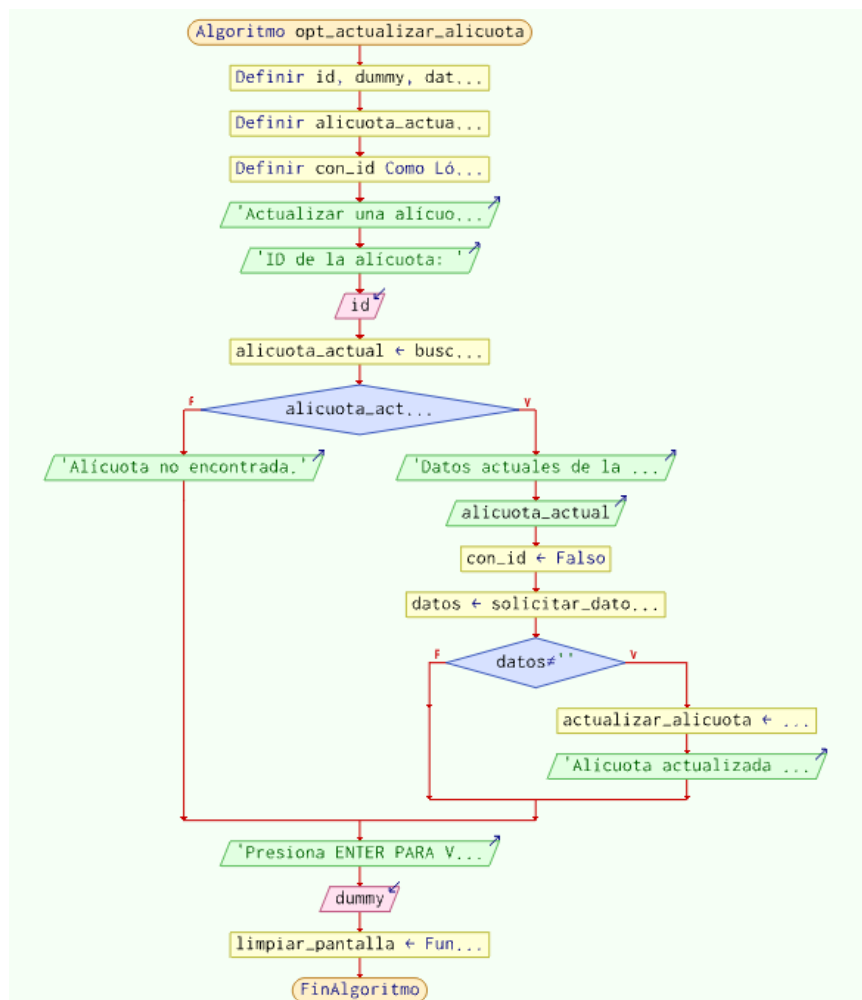 Algoritmo opt_actualizar_alicuota
Definir id, dummy, dat...
Definir alicuota_actua...
Definir con_id Como Ló...
'Actualizar una alícuo...
'ID de la alícuota: '
id
alicuota_actual ← busc...
alicuota_act...
F
V
'Alícuota no encontrada.'
'Datos actuales de la ...
alicuota_actual
con_id ← Falso
datos ← solicitar_dato...
datos≠''
F
V
actualizar_alicuota ← ...
'Alícuota actualizada ...
'Presiona ENTER PARA V...
dummy
limpiar_pantalla ← Fun...
FinAlgoritmo